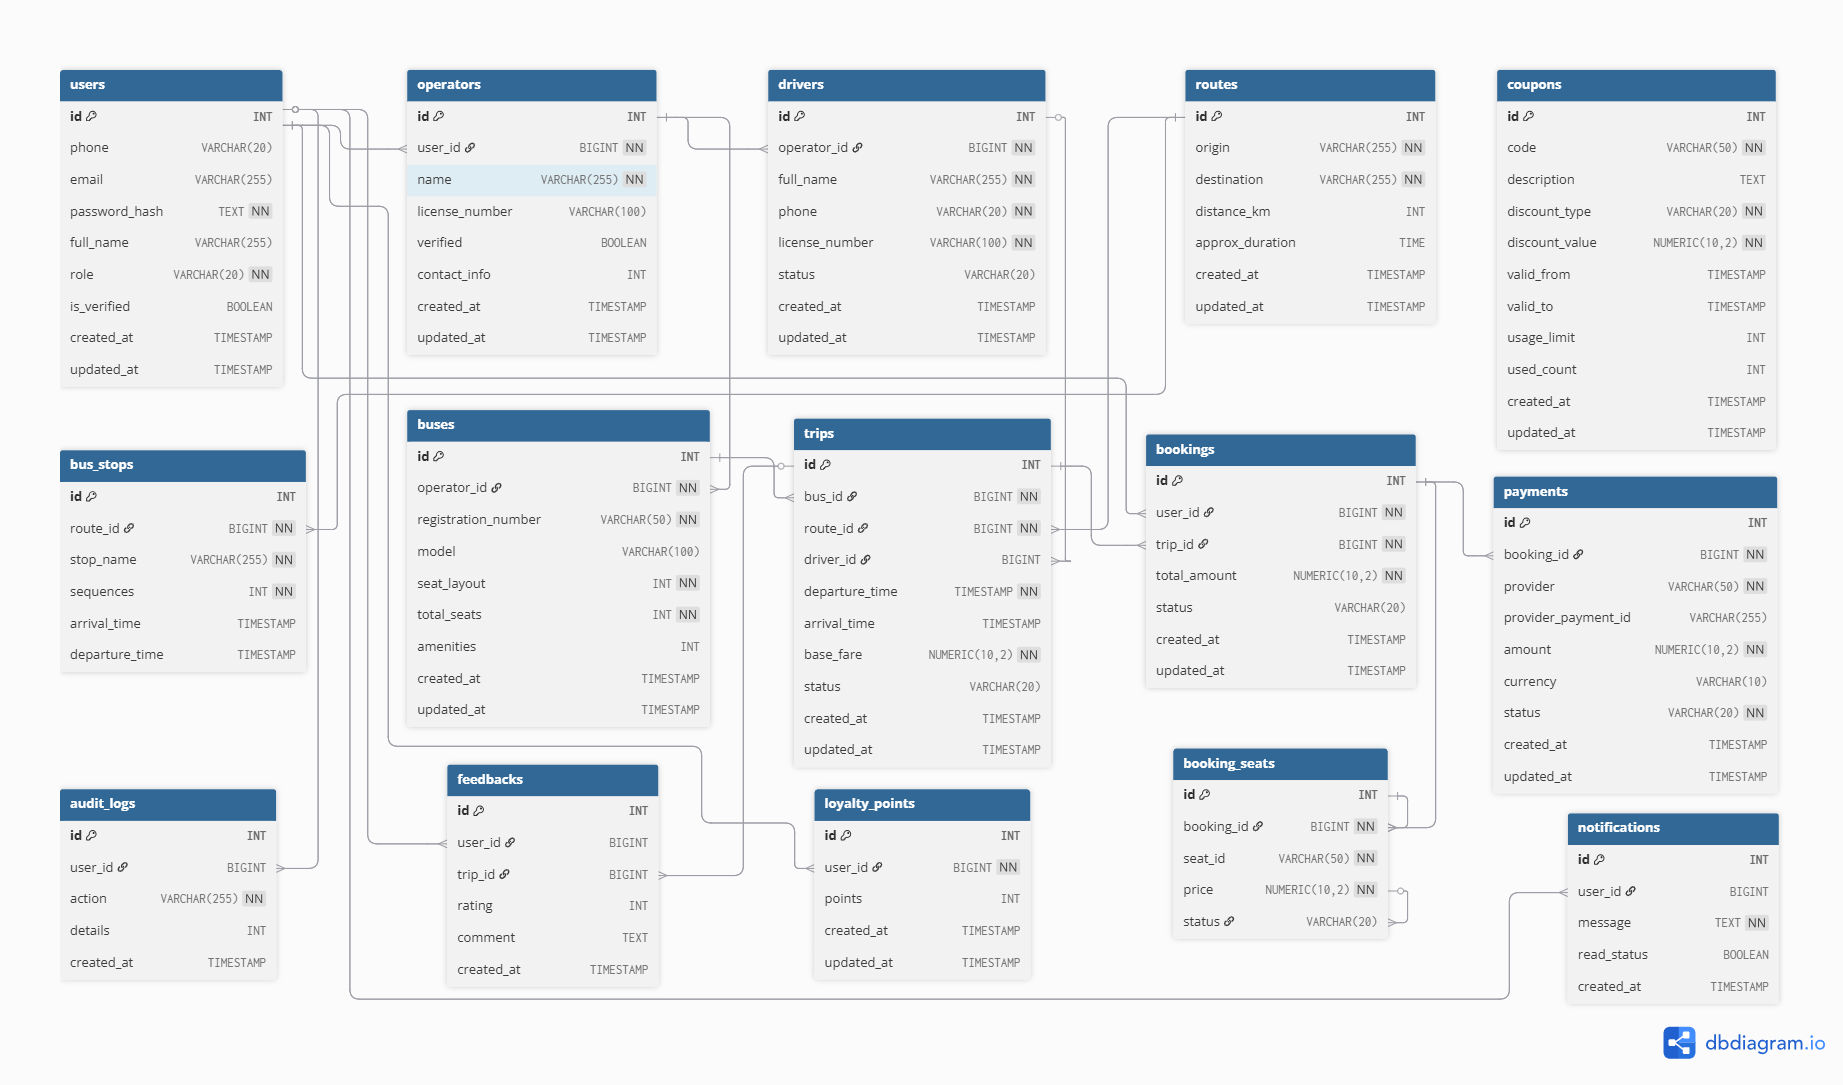 users
id INT
phone VARCHAR(20)
email VARCHAR(255)
password_hash TEXT NN
full_name VARCHAR(255)
role VARCHAR(20) NN
is_verified BOOLEAN
created_at TIMESTAMP
updated_at TIMESTAMP
operators
id INT
user_id BIGINT NN
name VARCHAR(255) NN
license_number VARCHAR(100)
verified BOOLEAN
contact_info INT
created_at TIMESTAMP
updated_at TIMESTAMP
drivers
id INT
operator_id BIGINT NN
full_name VARCHAR(255) NN
phone VARCHAR(20) NN
license_number VARCHAR(100) NN
status VARCHAR(20)
created_at TIMESTAMP
updated_at TIMESTAMP
routes
id INT
origin VARCHAR(255) NN
destination VARCHAR(255) NN
distance_km INT
approx_duration TIME
created_at TIMESTAMP
updated_at TIMESTAMP
coupons
id INT
code VARCHAR(50) NN
description TEXT
discount_type VARCHAR(20) NN
discount_value NUMERIC(10,2) NN
valid_from TIMESTAMP
valid_to TIMESTAMP
usage_limit INT
used_count INT
created_at TIMESTAMP
updated_at TIMESTAMP
bus_stops
id INT
route_id BIGINT NN
stop_name VARCHAR(255) NN
sequences INT NN
arrival_time TIMESTAMP
departure_time TIMESTAMP
buses
id INT
operator_id BIGINT NN
registration_number VARCHAR(50) NN
model VARCHAR(100)
seat_layout INT NN
total_seats INT NN
amenities INT
created_at TIMESTAMP
updated_at TIMESTAMP
trips
id INT
bus_id BIGINT NN
route_id BIGINT NN
driver_id BIGINT
departure_time TIMESTAMP NN
arrival_time TIMESTAMP
base_fare NUMERIC(10,2) NN
status VARCHAR(20)
created_at TIMESTAMP
updated_at TIMESTAMP
bookings
id INT
user_id BIGINT NN
trip_id BIGINT NN
total_amount NUMERIC(10,2) NN
status VARCHAR(20)
created_at TIMESTAMP
updated_at TIMESTAMP
payments
id INT
booking_id BIGINT NN
provider VARCHAR(50) NN
provider_payment_id VARCHAR(255)
amount NUMERIC(10,2) NN
currency VARCHAR(10)
status VARCHAR(20) NN
created_at TIMESTAMP
updated_at TIMESTAMP
audit_logs
id INT
user_id BIGINT
action VARCHAR(255) NN
details INT
created_at TIMESTAMP
feedbacks
id INT
user_id BIGINT
trip_id BIGINT
rating INT
comment TEXT
created_at TIMESTAMP
loyalty_points
id INT
user_id BIGINT NN
points INT
created_at TIMESTAMP
updated_at TIMESTAMP
booking_seats
id INT
booking_id BIGINT NN
seat_id VARCHAR(50) NN
price NUMERIC(10,2) NN
status VARCHAR(20)
notifications
id INT
user_id BIGINT
message TEXT NN
read_status BOOLEAN
created_at TIMESTAMP
dbdiagram.io